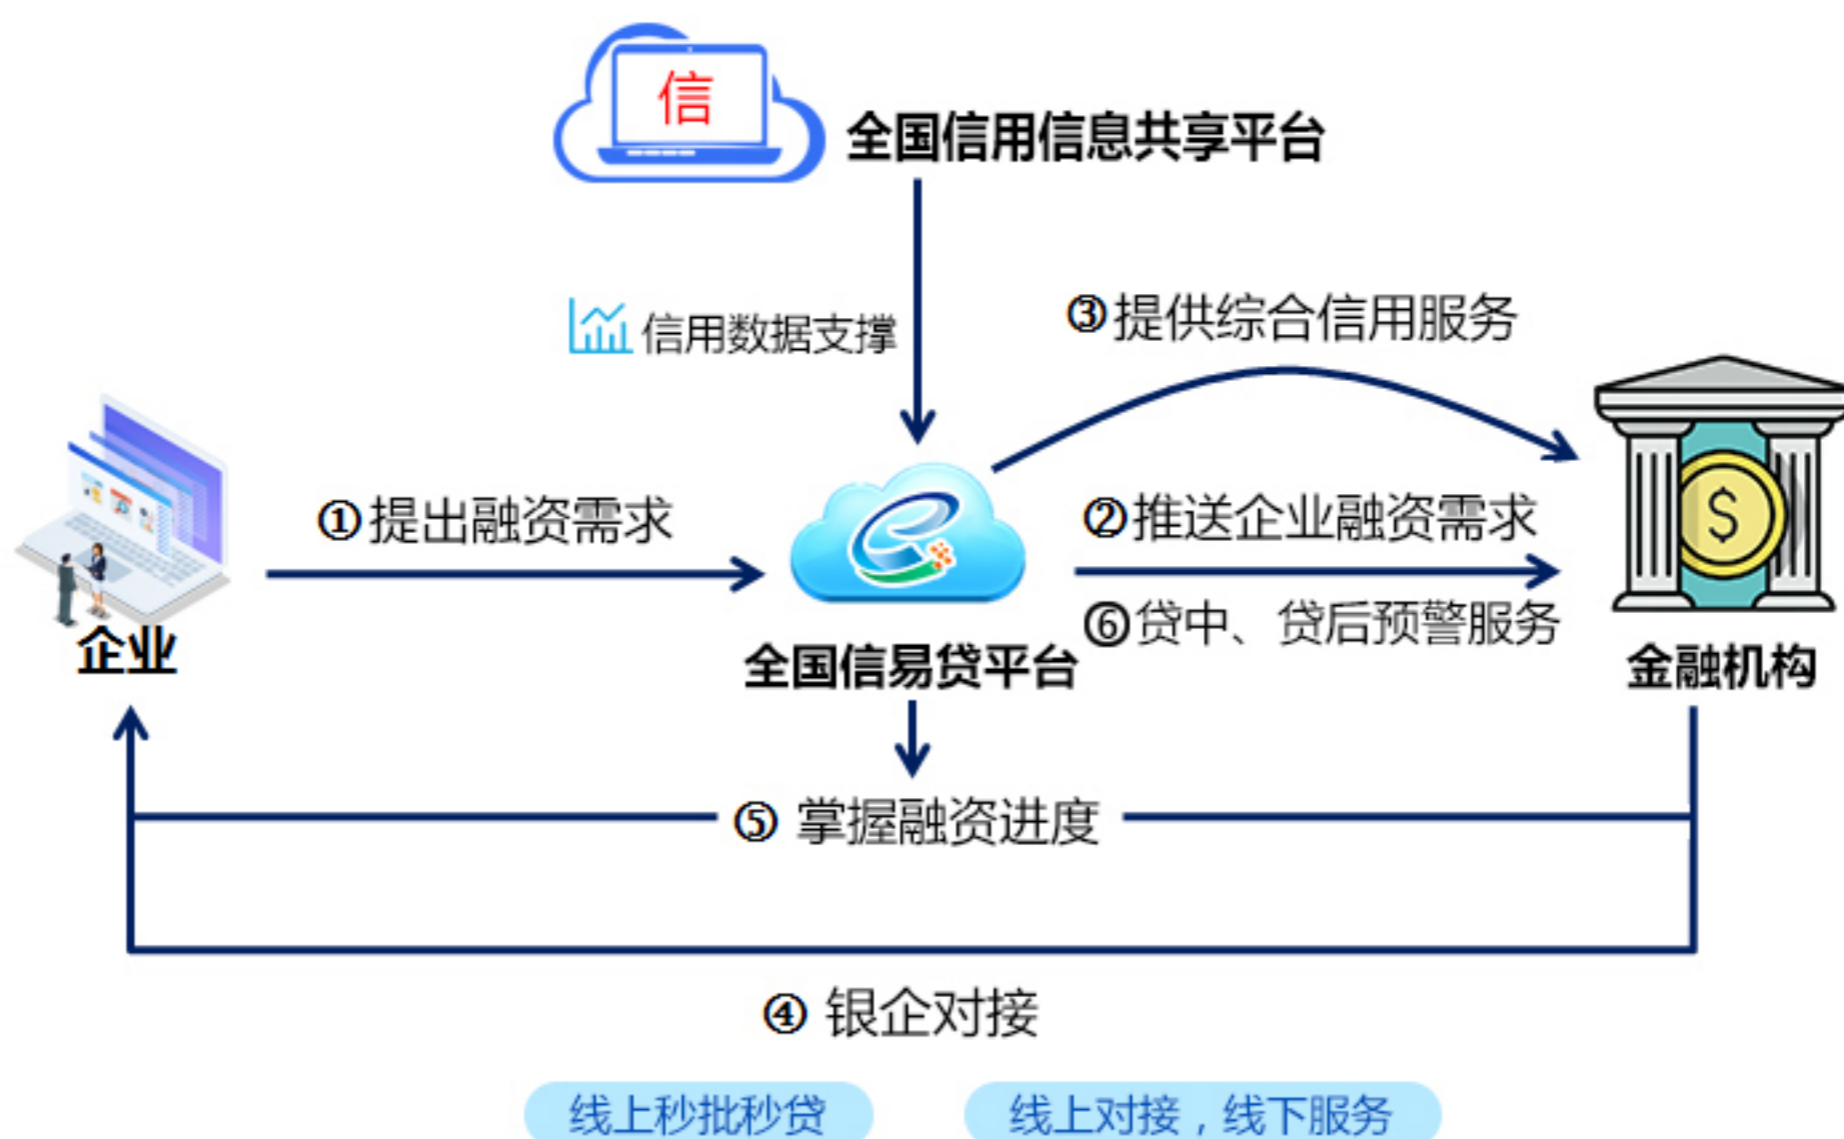 信
全国信用信息共享平台
信用数据支撑
③提供综合信用服务
①提出融资需求
②推送企业融资需求
⑥贷中、贷后预警服务
企业
全国信易贷平台
金融机构
⑤ 掌握融资进度
④ 银企对接
线上秒批秒贷
线上对接，线下服务